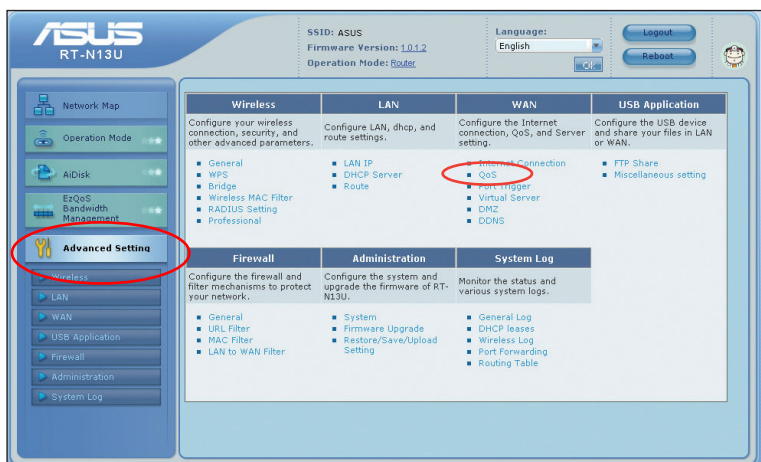 ASUS
RT-N13U
SSID: ASUS
Firmware Version: 1.0.1.2
Operation Mode: Router
Language:
English
Ok
Logout
Reboot
Network Map
Operation Mode
AiDisk
EzQoS
Bandwidth
Management
Advanced Setting
Wireless
LAN
WAN
USB Application
Firewall
Administration
System Log
Wireless
Configure your wireless
connection, security, and
other advanced parameters.
General
WPS
Bridge
Wireless MAC Filter
RADIUS Setting
Professional
LAN
Configure LAN, dhcp, and
route settings.
LAN IP
DHCP Server
Route
WAN
Configure the Internet
connection, QoS, and Server
setting.
Internet Connection
QoS
Port Trigger
Virtual Server
DMZ
DDNS
USB Application
Configure the USB device
and share your files in LAN
or WAN.
FTP Share
Miscellaneous setting
Firewall
Configure the firewall and
filter mechanisms to protect
your network.
General
URL Filter
MAC Filter
LAN to WAN Filter
Administration
Configure the system and
upgrade the firmware of RT-
N13U.
System
Firmware Upgrade
Restore/Save/Upload
Setting
System Log
Monitor the status and
various system logs.
General Log
DHCP leases
Wireless Log
Port Forwarding
Routing Table